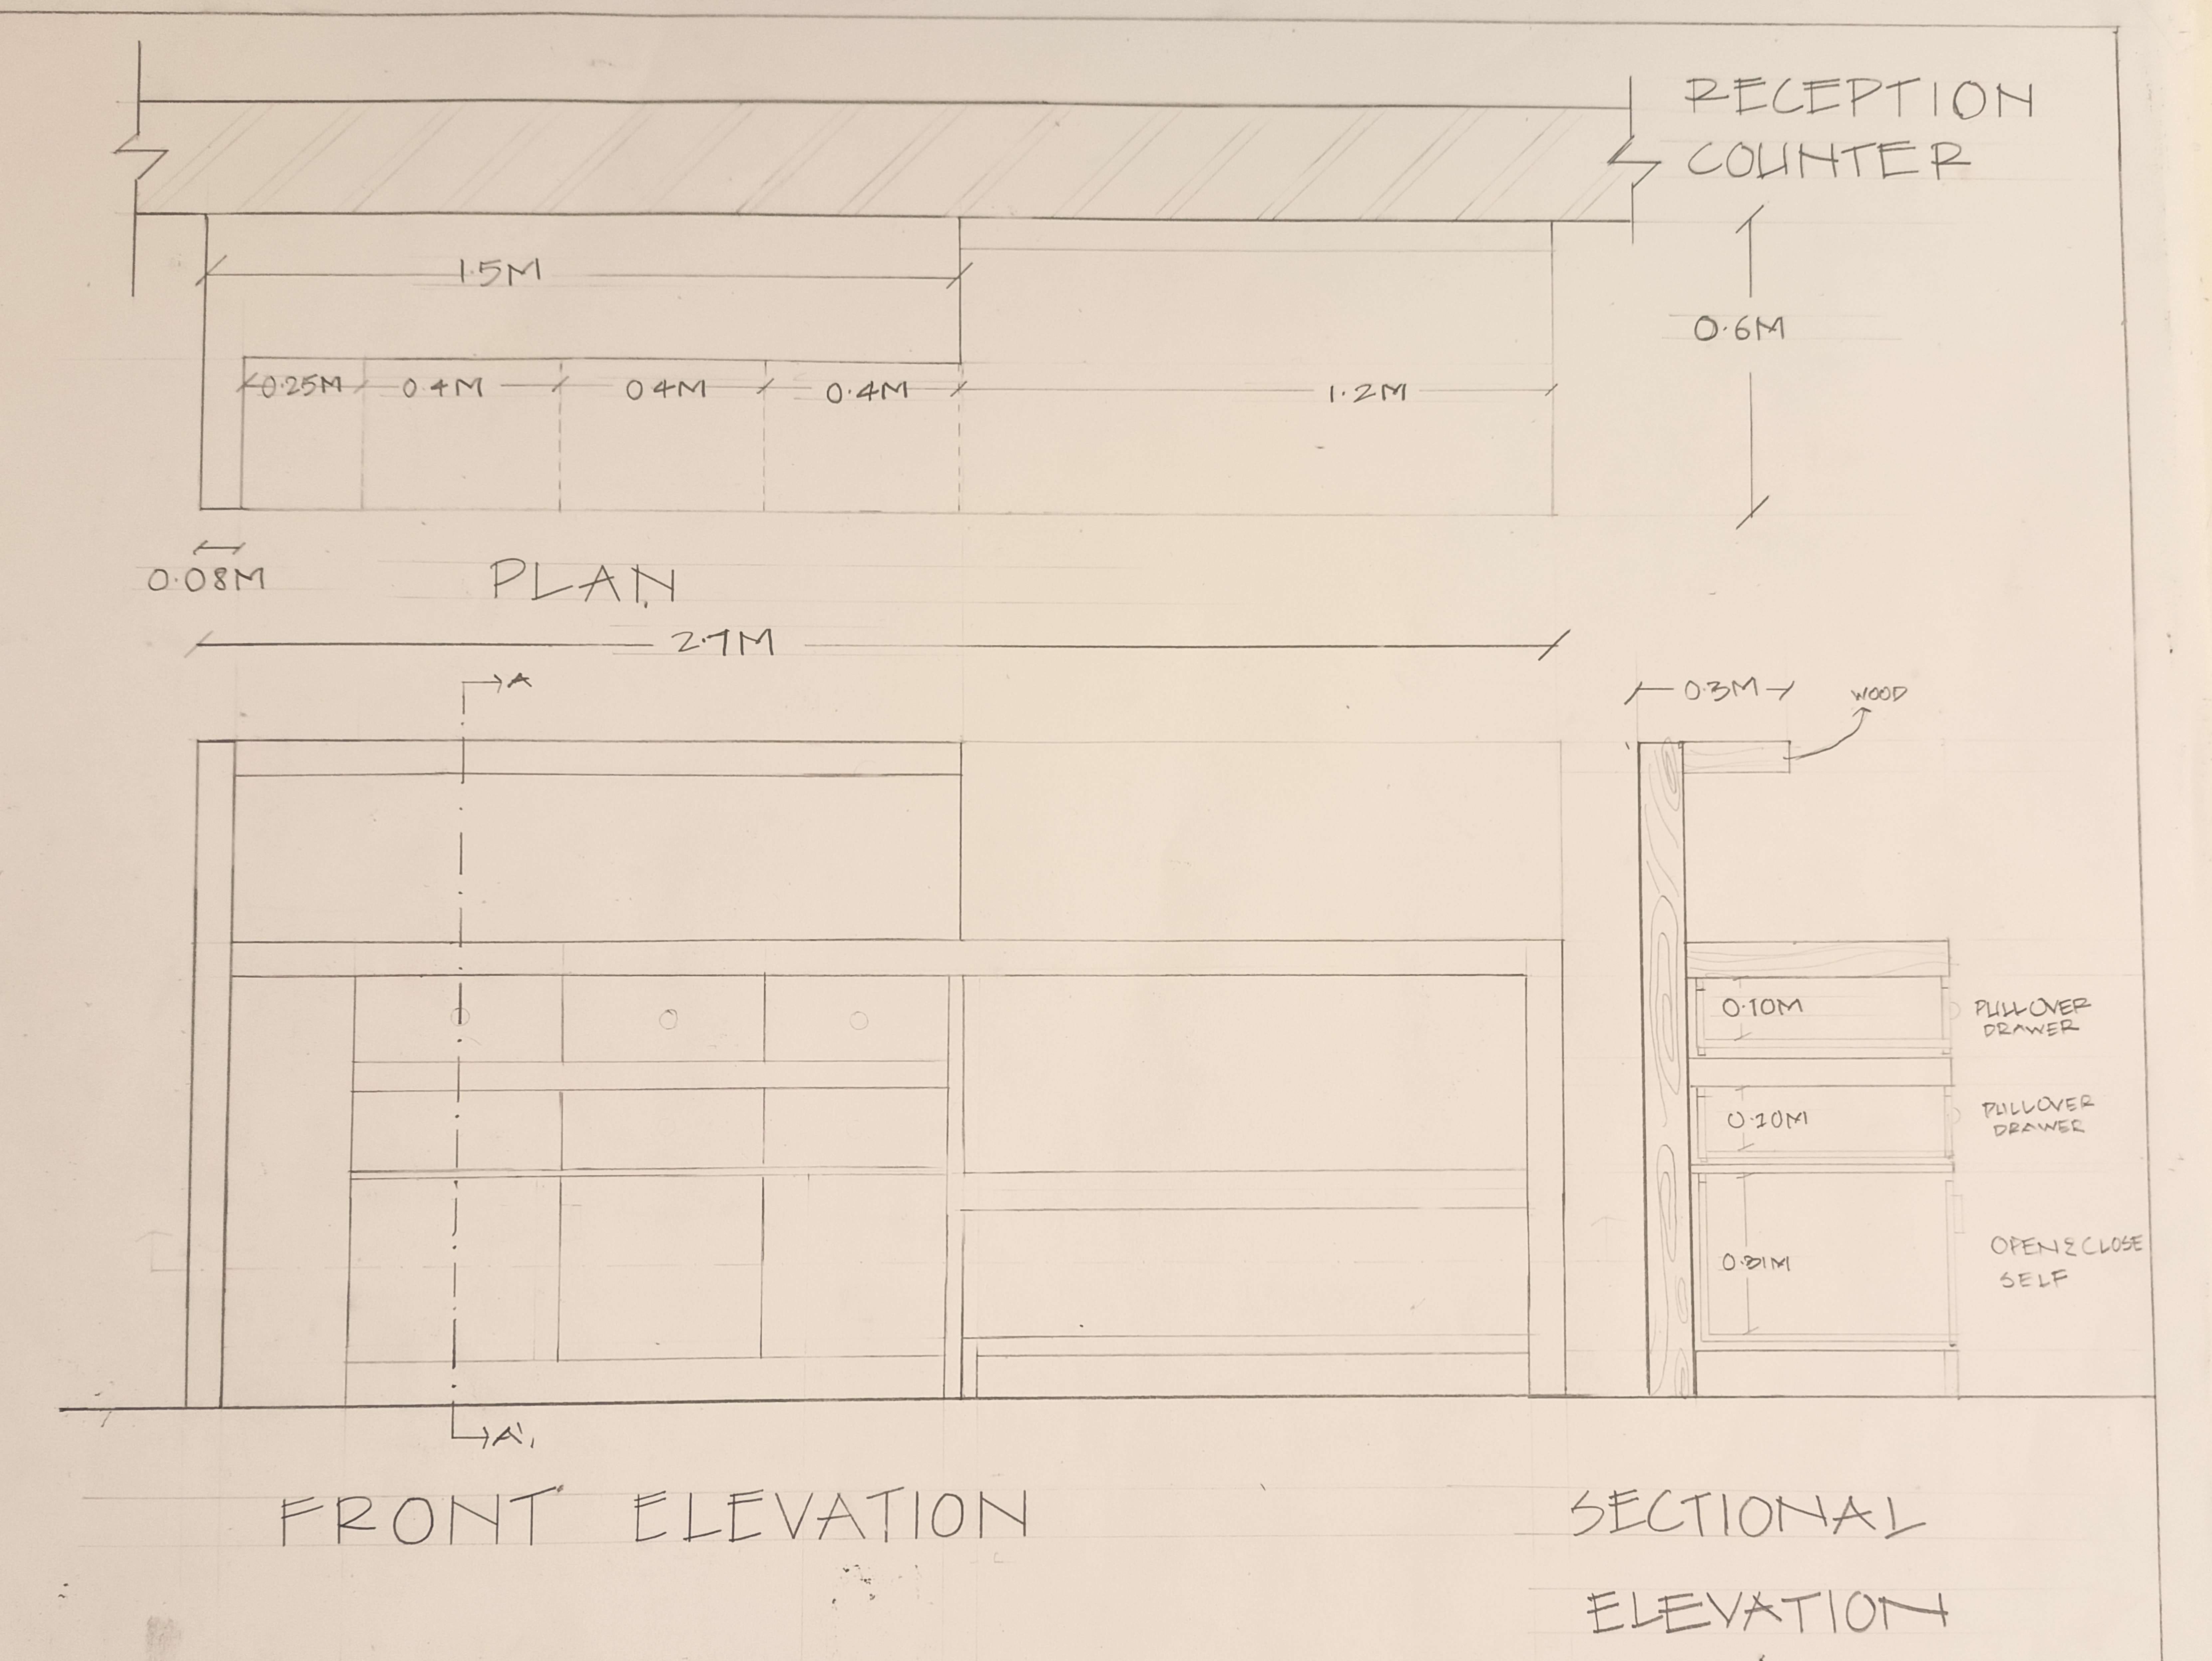 RECEPTION
COUNTER
1.5M
0.6M
0.25M
0.4M
0.4M
0.4M
1.2M
0.08M
PLAN
2.7M
A
0.3M
WOOD
0.10M
PULLOVER
DRAWER
0.10M
PULLOVER
DRAWER
0.31M
OPEN & CLOSE
SELF
A'
FRONT ELEVATION
SECTIONAL
ELEVATION